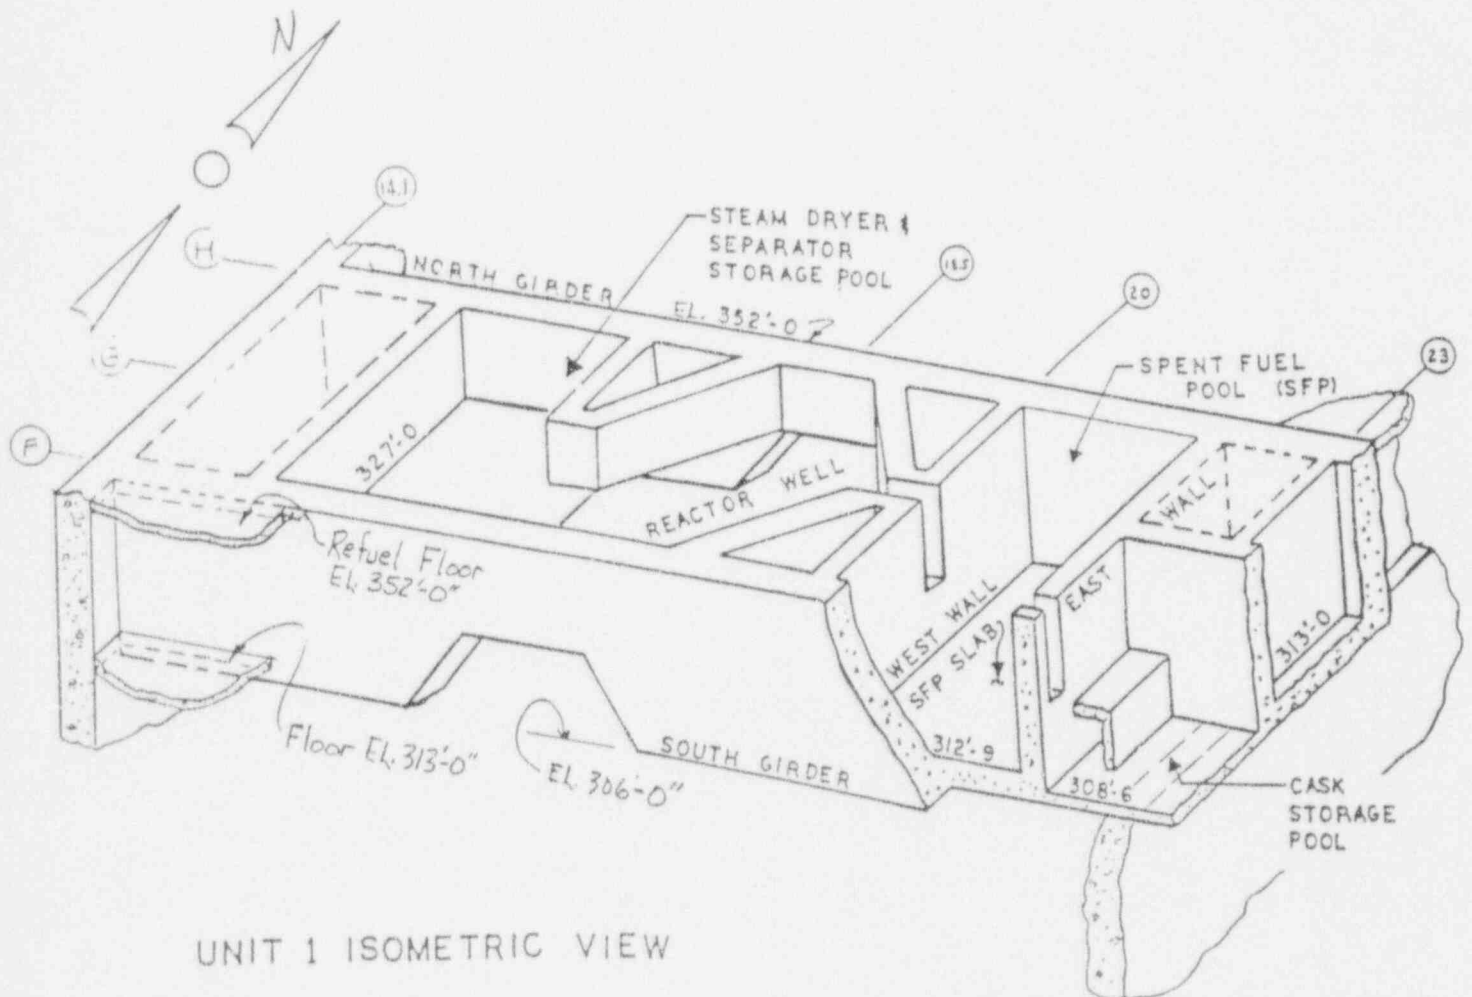 N
14.1
H
STEAM DRYER &
SEPARATOR
STORAGE POOL
NORTH GIRDER
18.5
EL. 352'-0
20
G
SPENT FUEL
POOL (SFP)
23
F
327'-0
REACTOR WELL
WALL
Refuel Floor
EL. 352'-0"
EAST
WEST WALL
SFP SLAB
313'-0
Floor EL. 313'-0"
EL. 306'-0"
SOUTH GIRDER
312'-9
308'-6
CASK
STORAGE
POOL
UNIT 1 ISOMETRIC VIEW